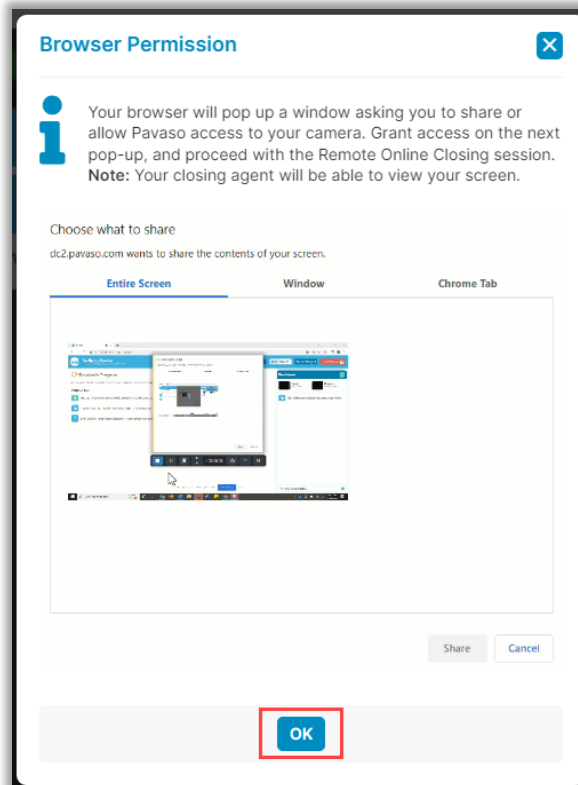 Browser Permission
Your browser will pop up a window asking you to share or
allow Pavaso access to your camera. Grant access on the next
pop-up, and proceed with the Remote Online Closing session.
Note: Your closing agent will be able to view your screen.
Choose what to share
dc2.pavaso.com wants to share the contents of your screen.
Entire Screen Window Chrome Tab
Share Cancel
OK